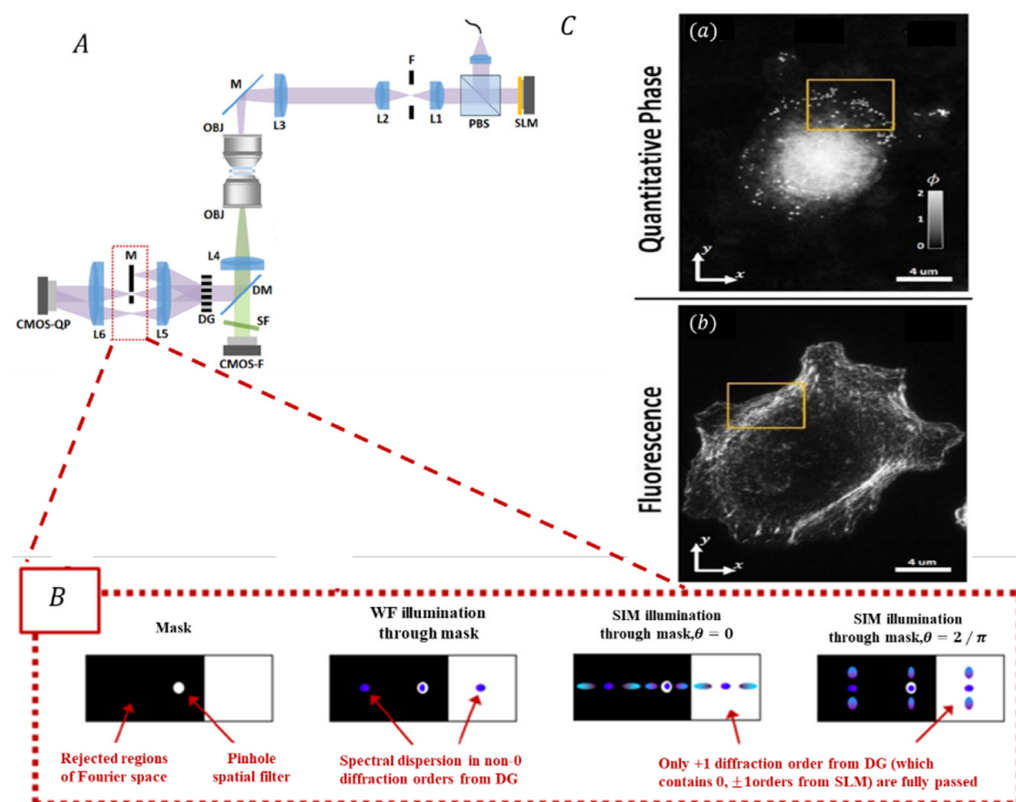 A
F
M
L3
L2
L1
PBS
SLM
OBJ
OBJ
L4
M
DM
SF
CMOS-QP
L6
L5
DG
CMOS-F
C
Quantitative Phase
(a)
ϕ
2
1
0
y
x
4 um
Fluorescence
(b)
y
x
4 um
B
Mask
Rejected regions
of Fourier space
Pinhole
spatial filter
WF illumination
through mask
Spectral dispersion in non-0
diffraction orders from DG
SIM illumination
through mask,θ = 0
SIM illumination
through mask,θ = 2 / π
Only +1 diffraction order from DG (which
contains 0, ±1orders from SLM) are fully passed